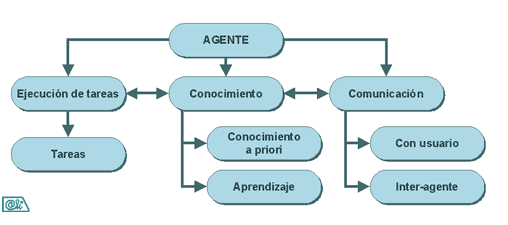 AGENTE
Ejecución de tareas
Conocimiento
Comunicación
Tareas
Conocimiento
a priori
Con usuario
Aprendizaje
Inter-agente